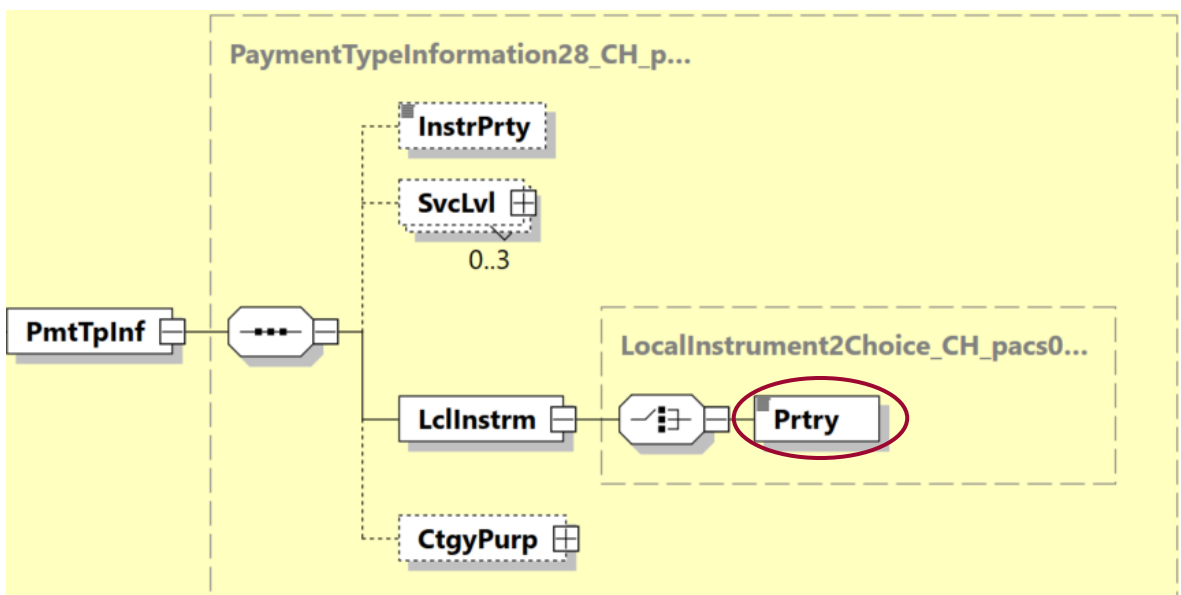 PaymentTypeInformation28_CH_p...
InstrPrty
SvcLvl
0..3
PmtTpInf
LocalInstrument2Choice_CH_pacs0...
LclInstrm
Prtry
CtgyPurp